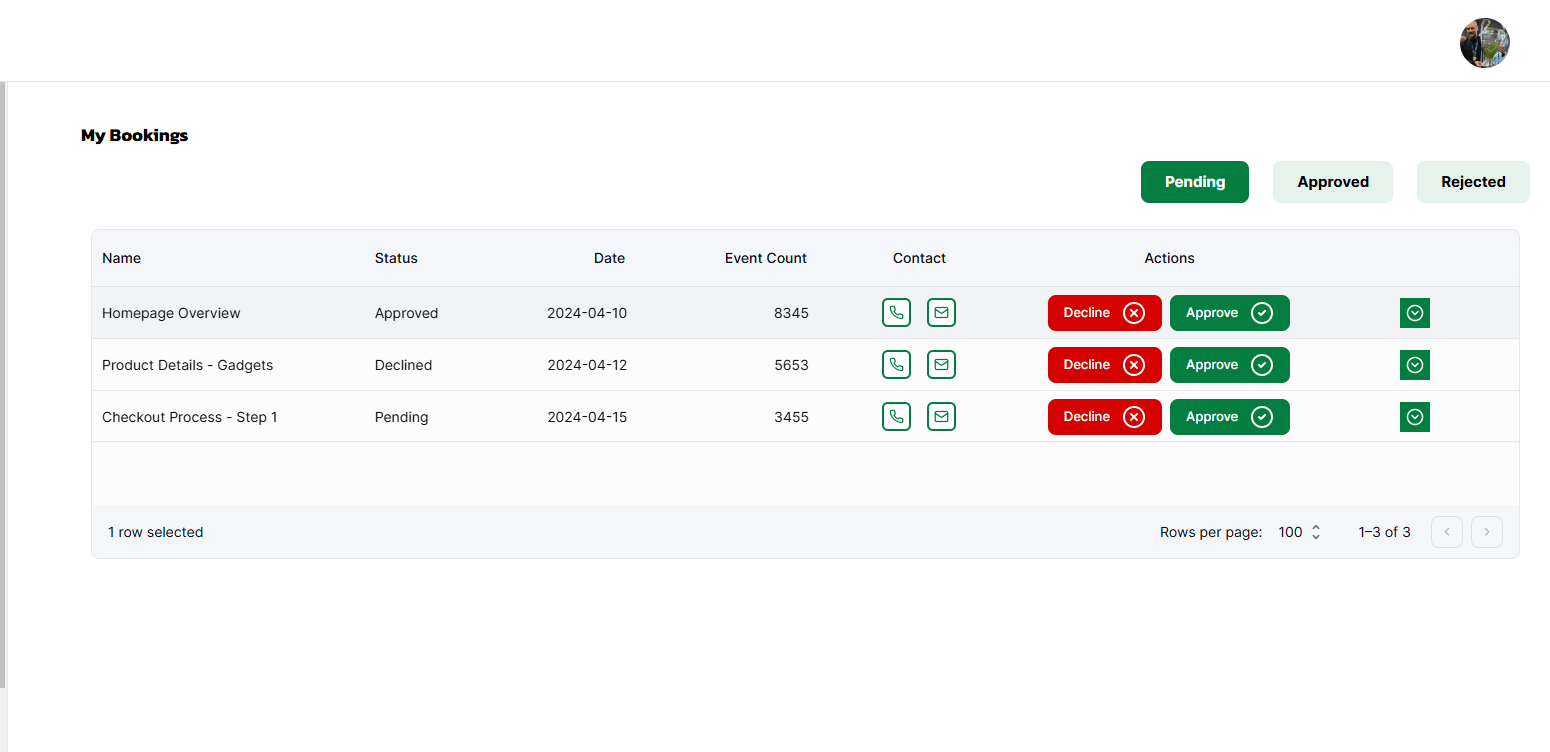 My Bookings
Pending Approved Rejected
Name Status Date Event Count Contact Actions
Homepage Overview Approved 2024-04-10 8345 Decline Approve
Product Details - Gadgets Declined 2024-04-12 5653 Decline Approve
Checkout Process - Step 1 Pending 2024-04-15 3455 Decline Approve
1 row selected Rows per page: 100 1–3 of 3